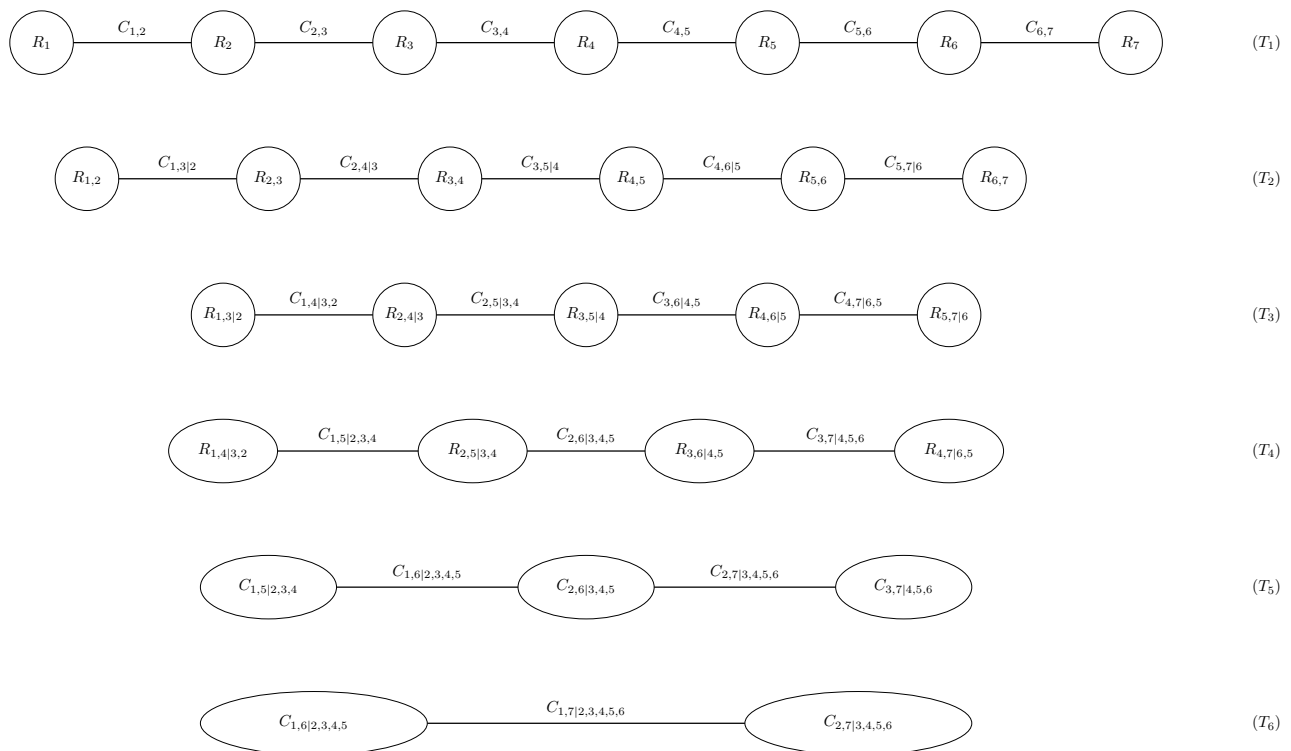 C1,2 C2,3 C3,4 C4,5 C5,6 C6,7
R1 R2 R3 R4 R5 R6 R7 (T1)
C1,3|2 C2,4|3 C3,5|4 C4,6|5 C5,7|6
R1,2 R2,3 R3,4 R4,5 R5,6 R6,7 (T2)
C1,4|3,2 C2,5|3,4 C3,6|4,5 C4,7|6,5
R1,3|2 R2,4|3 R3,5|4 R4,6|5 R5,7|6 (T3)
C1,5|2,3,4 C2,6|3,4,5 C3,7|4,5,6
R1,4|3,2 R2,5|3,4 R3,6|4,5 R4,7|6,5 (T4)
C1,6|2,3,4,5 C2,7|3,4,5,6
C1,5|2,3,4 C2,6|3,4,5 C3,7|4,5,6 (T5)
C1,7|2,3,4,5,6
C1,6|2,3,4,5 C2,7|3,4,5,6 (T6)